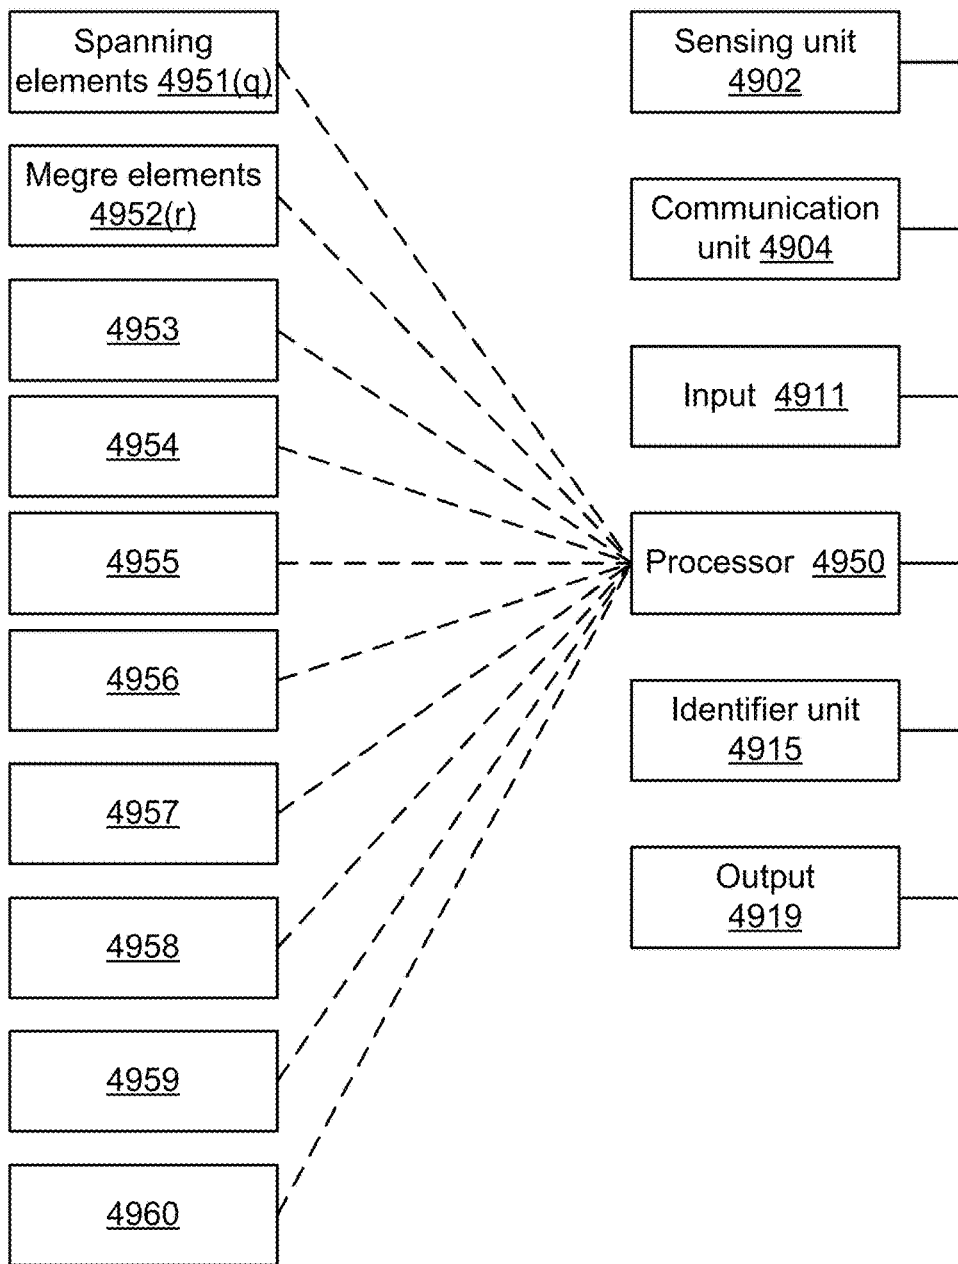 Spanning
elements 4951(q)
Megre elements
4952(r)
4953
4954
4955
4956
4957
4958
4959
4960
Sensing unit
4902
Communication
unit 4904
Input 4911
Processor 4950
Identifier unit
4915
Output
4919